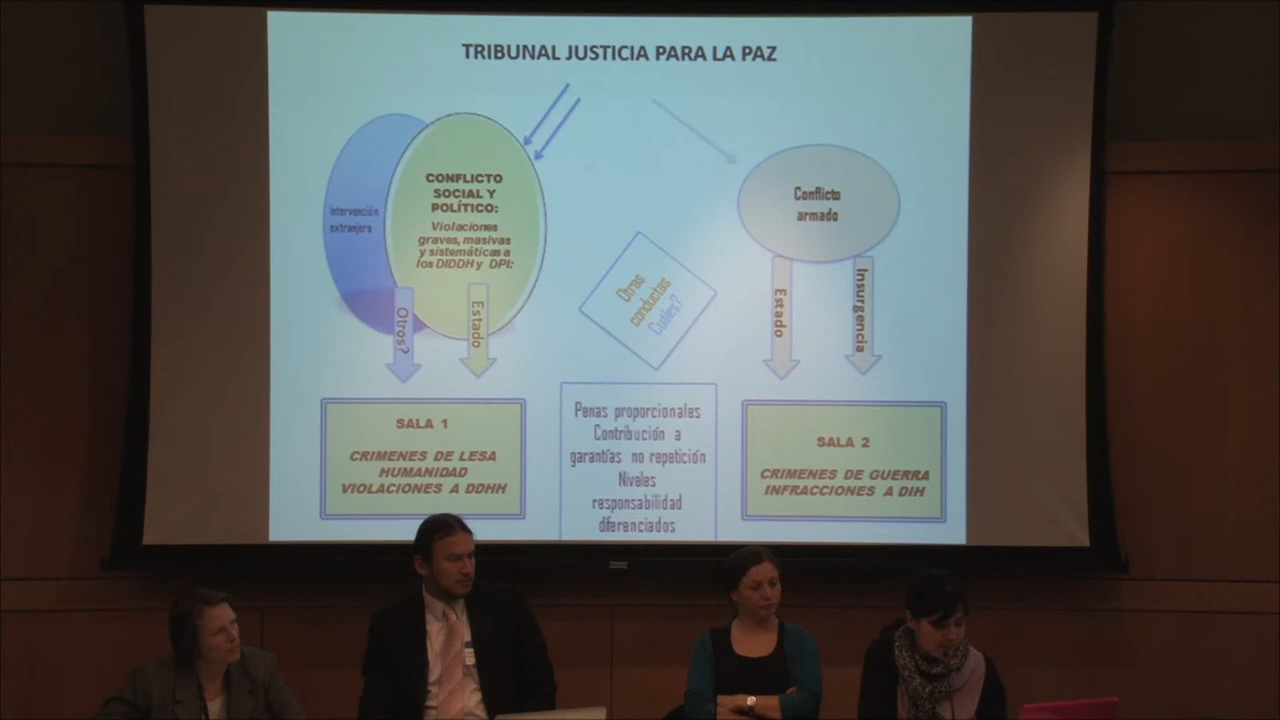 TRIBUNAL JUSTICIA PARA LA PAZ
Intervención
extranjera
CONFLICTO
SOCIAL Y
POLÍTICO:
Violaciones
graves, masivas
y sistemáticas a
los DIDDH y DPI:
Otros?
Estado
Otras
conductas
Cuáles?
Conflicto
armado
Estado
Insurgencia
SALA 1
CRIMENES DE LESA
HUMANIDAD
VIOLACIONES A DDHH
Penas proporcionales
Contribución a
garantías no repetición
Niveles
responsabilidad
diferenciados
SALA 2
CRIMENES DE GUERRA
INFRACCIONES A DIH